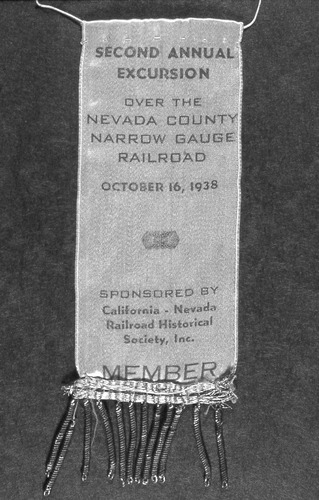 SECOND ANNUAL
EXCURSION
OVER THE
NEVADA COUNTY
NARROW GAUGE
RAILROAD
OCTOBER 16, 1938
SPONSORED BY
California - Nevada
Railroad Historical
Society, Inc.
MEMBER